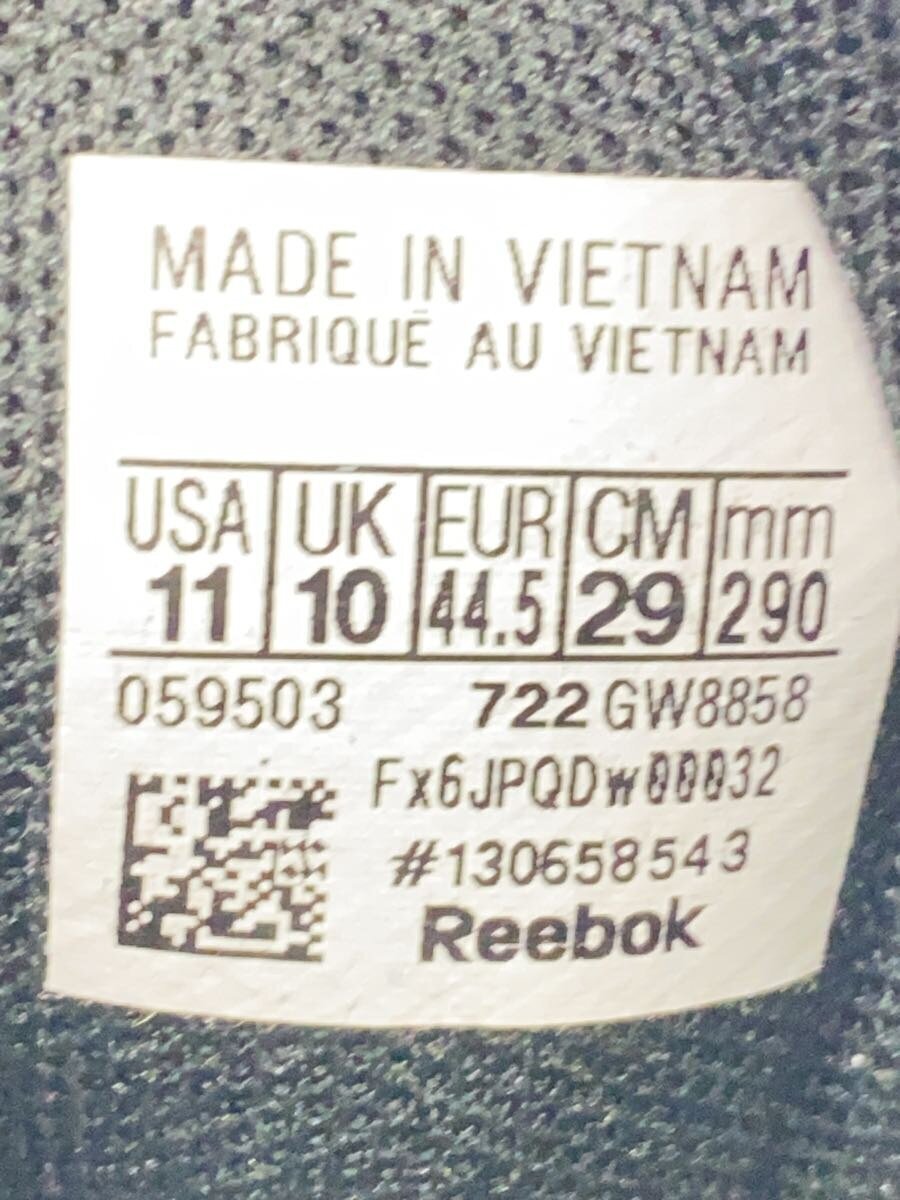 MADE IN VIETNAM
FABRIQUÉ AU VIETNAM
USA UK EUR CM mm
11 10 44.5 29 290
059503 722 GW8858
Fx6JPQDw00032
#130658543
Reebok